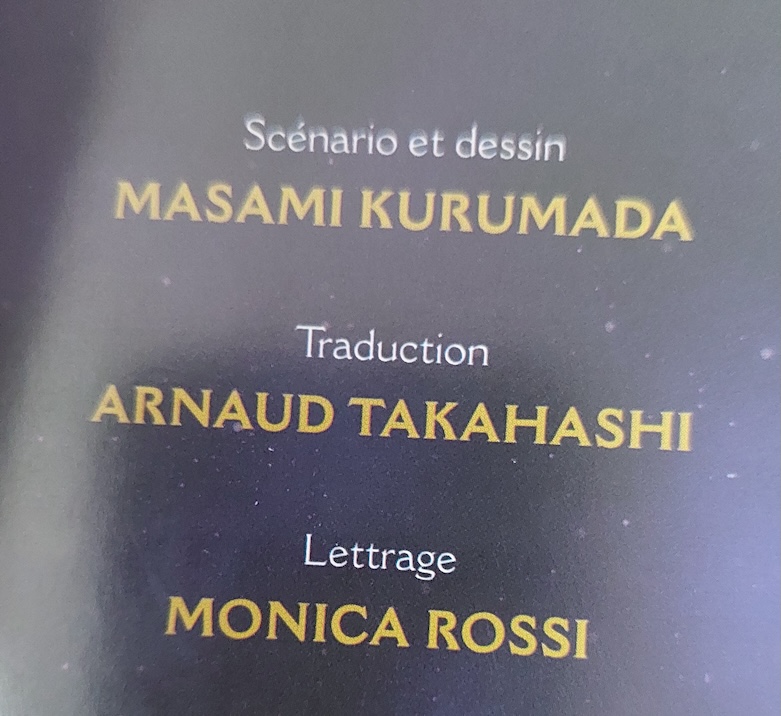 Scénario et dessin
MASAMI KURUMADA
Traduction
ARNAUD TAKAHASHI
Lettrage
MONICA ROSSI